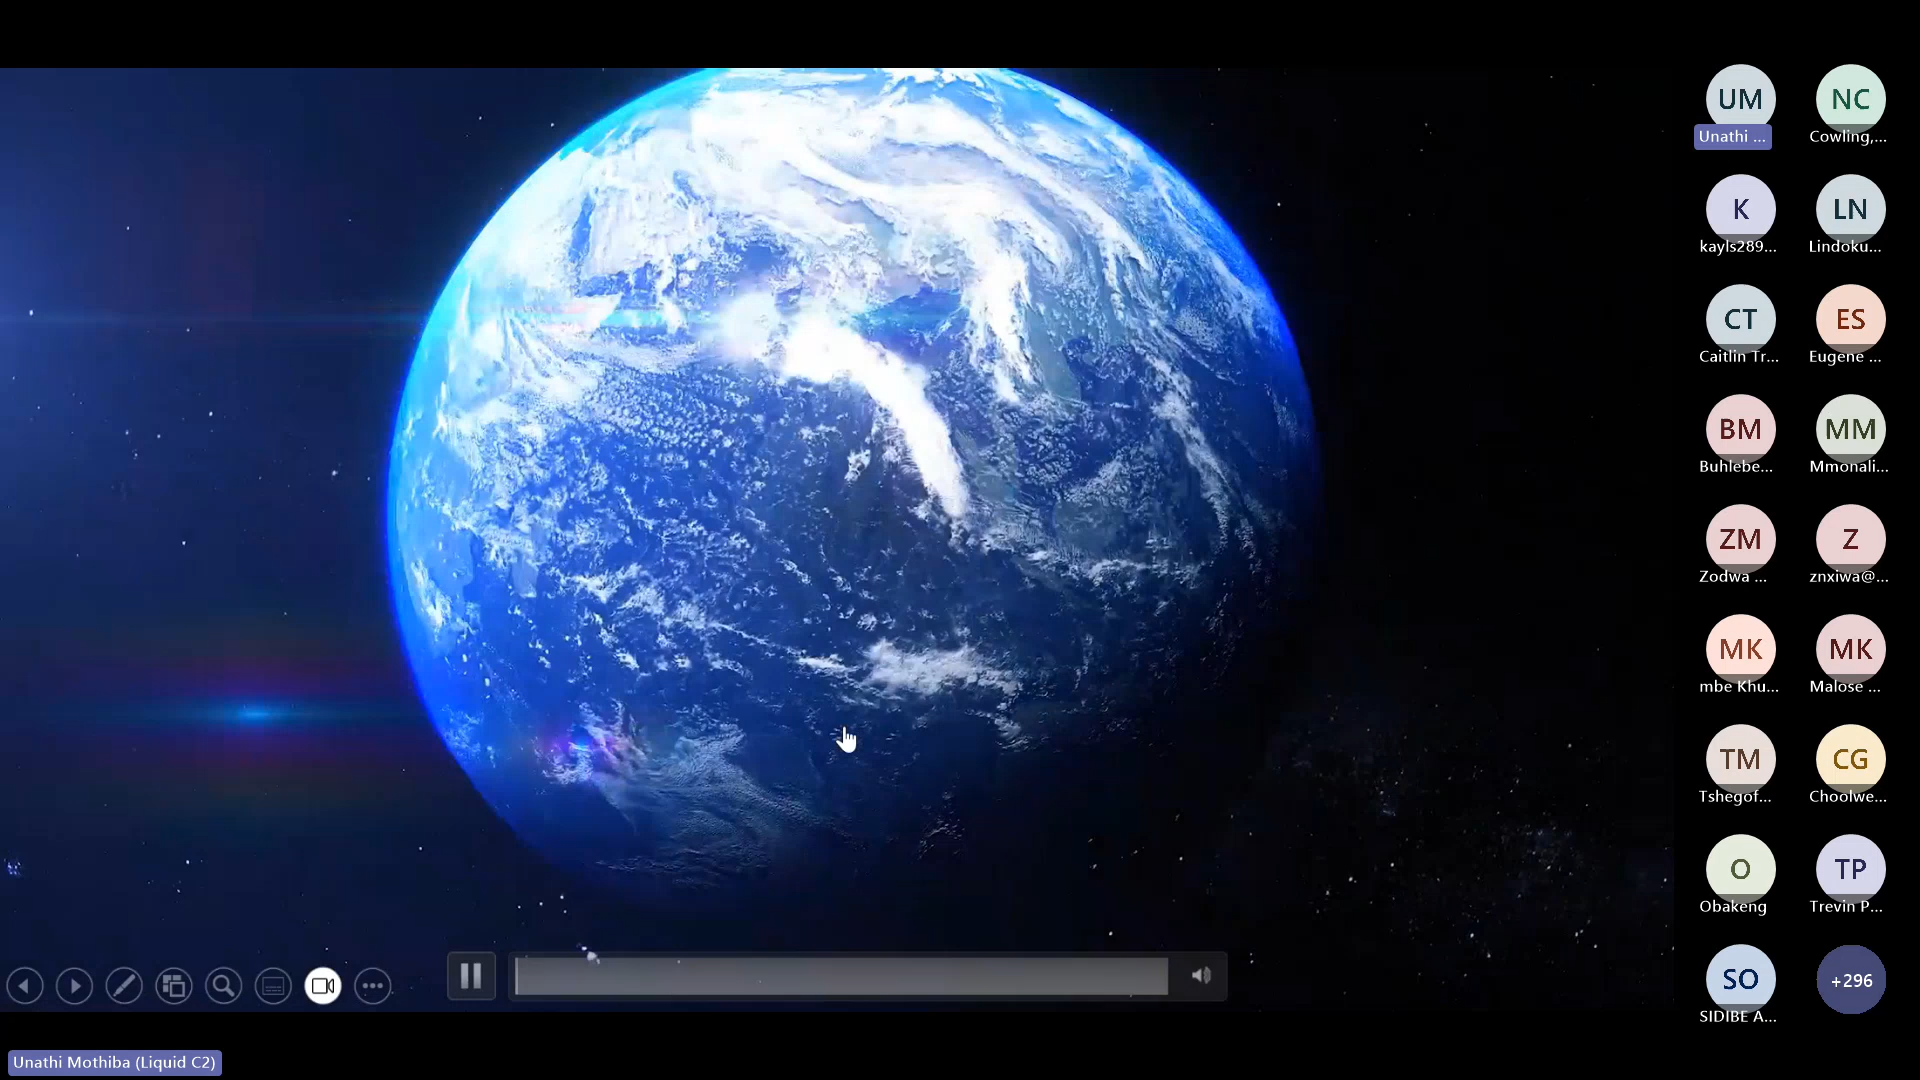 UM
NC
Unathi ...
Cowling,...
K
LN
kayls289...
Lindoku...
CT
ES
Caitlin Tr...
Eugene ...
BM
MM
Buhlebe...
Mmonali...
ZM
Z
Zodwa ...
znxiwa@...
MK
MK
mbe Khu...
Malose ...
TM
CG
Tshegof...
Choolwe...
O
TP
Obakeng
Trevin P...
SO
+296
SIDIBE A...
Unathi Mothiba (Liquid C2)